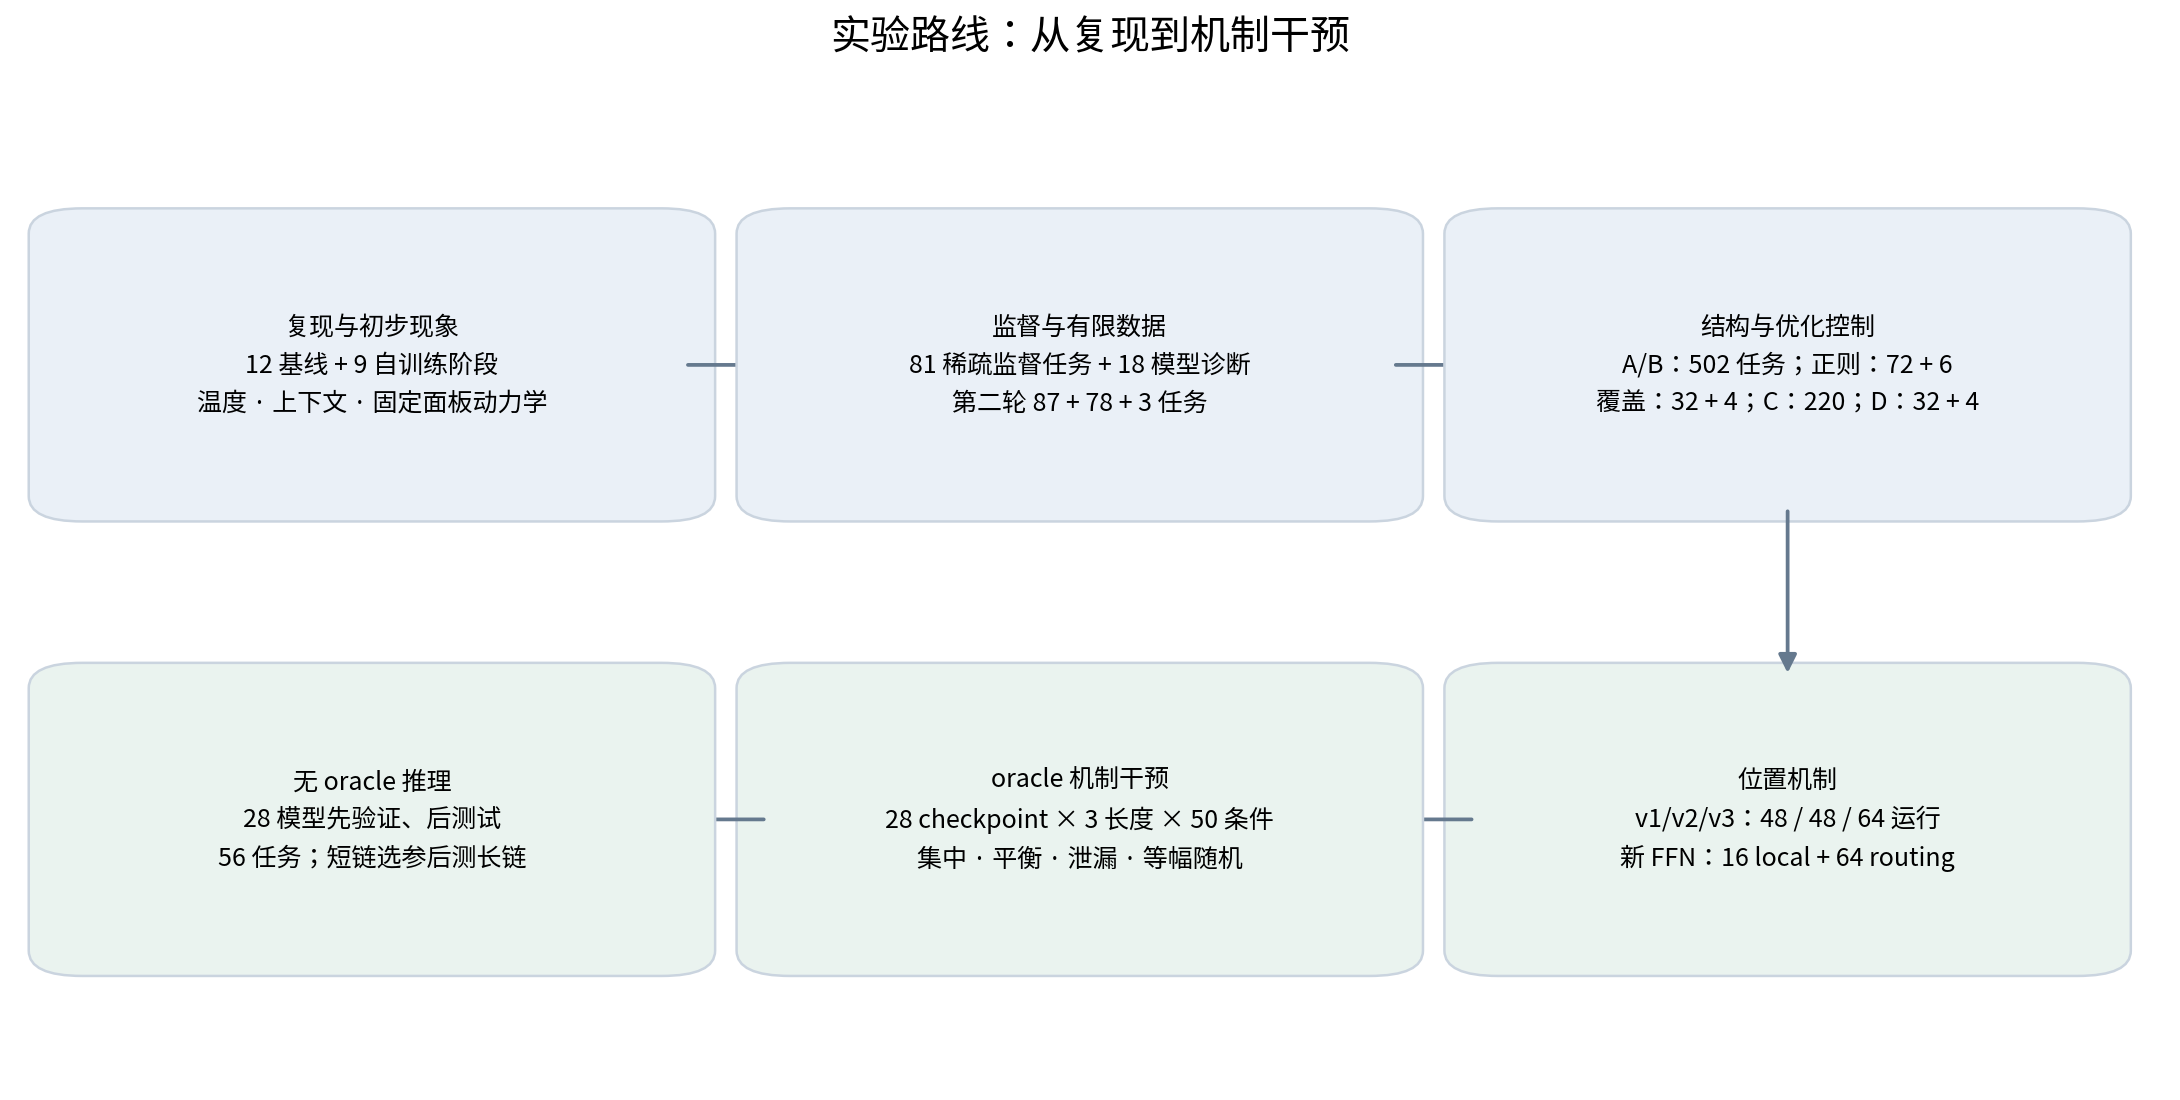 实验路线：从复现到机制干预
复现与初步现象
12 基线 + 9 自训练阶段
温度 · 上下文 · 固定面板动力学
监督与有限数据
81 稀疏监督任务 + 18 模型诊断
第二轮 87 + 78 + 3 任务
结构与优化控制
A/B：502 任务；正则：72 + 6
覆盖：32 + 4；C：220；D：32 + 4
无 oracle 推理
28 模型先验证、后测试
56 任务；短链选参后测长链
oracle 机制干预
28 checkpoint × 3 长度 × 50 条件
集中 · 平衡 · 泄漏 · 等幅随机
位置机制
v1/v2/v3：48 / 48 / 64 运行
新 FFN：16 local + 64 routing